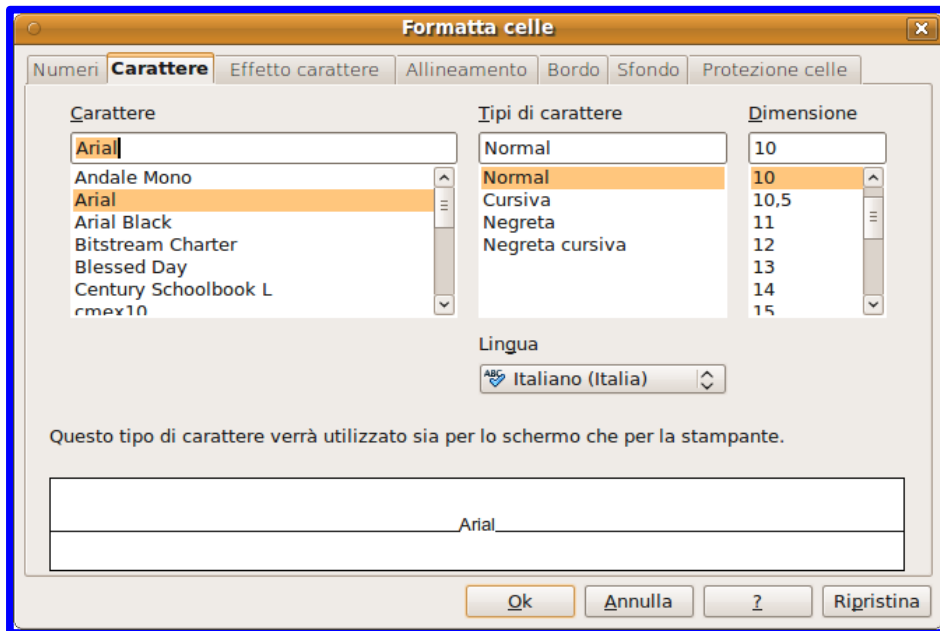 Formatta celle
Numeri Carattere Effetto carattere Allineamento Bordo Sfondo Protezione celle
Carattere Tipi di carattere Dimensione
Arial Normal 10
Andale Mono Normal 10
Arial Cursiva 10,5
Arial Black Negreta 11
Bitstream Charter Negreta cursiva 12
Blessed Day 13
Century Schoolbook L 14
cmex10 15
Lingua
ABC Italiano (Italia)
Questo tipo di carattere verrà utilizzato sia per lo schermo che per la stampante.
Arial
Ok Annulla ? Ripristina